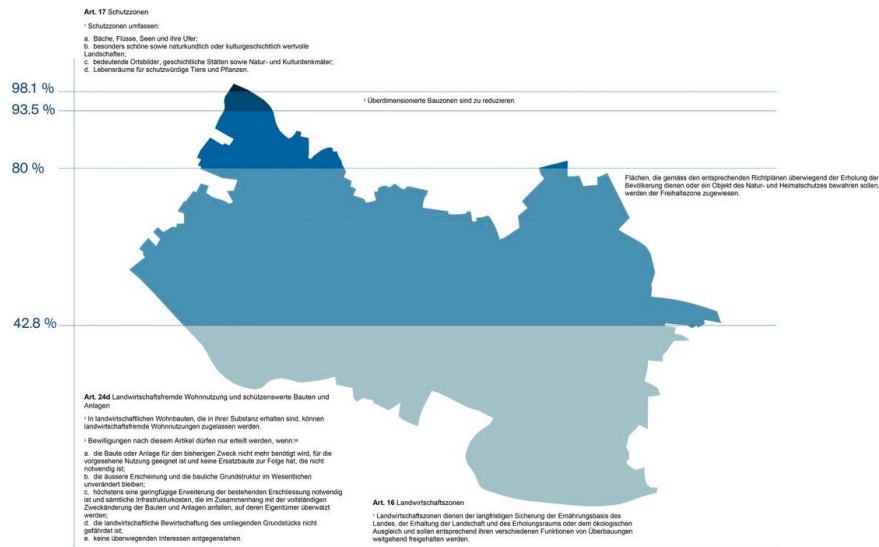 Art. 17 Schutzzonen
¹ Schutzzonen umfassen:
a. Bäche, Flüsse, Seen und ihre Ufer;
b. besonders schöne sowie naturkundlich oder kulturgeschichtlich wertvolle
Landschaften;
c. bedeutende Ortsbilder, geschichtliche Stätten sowie Natur- und Kulturdenkmäler;
d. Lebensräume für schutzwürdige Tiere und Pflanzen.
98.1 %
93.5 %
² Überdimensionierte Bauzonen sind zu reduzieren.
80 %
Flächen, die gemäss den entsprechenden Richtplänen überwiegend der Erholung der
Bevölkerung dienen oder ein Objekt des Natur- und Heimatschutzes bewahren sollen,
werden der Freihaltezone zugewiesen.
42.8 %
Art. 24d Landwirtschaftsfremde Wohnnutzung und schützenswerte Bauten und
Anlagen
¹ In landwirtschaftlichen Wohnbauten, die in ihrer Substanz erhalten sind, können
landwirtschaftsfremde Wohnnutzungen zugelassen werden.
Bewilligungen nach diesem Artikel dürfen nur erteilt werden, wenn:
a. die Baute oder Anlage für den bisherigen Zweck nicht mehr benötigt wird, für die
vorgesehene Nutzung geeignet ist und keine Ersatzbaute zur Folge hat, die nicht
notwendig ist;
b. die äussere Erscheinung und die bauliche Grundstruktur im Wesentlichen
unverändert bleiben;
c. höchstens eine geringfügige Erweiterung der bestehenden Erschliessung notwendig
ist und sämtliche Infrastrukturkosten, die im Zusammenhang mit der vollständigen
Zweckänderung der Bauten und Anlagen anfallen, auf deren Eigentümer überwälzt
werden;
d. die landwirtschaftliche Bewirtschaftung des umliegenden Grundstücks nicht
gefährdet ist;
e. keine überwiegenden Interessen entgegenstehen.
Art. 16 Landwirtschaftszonen
¹ Landwirtschaftszonen dienen der langfristigen Sicherung der Ernährungsbasis des
Landes, der Erhaltung der Landschaft und des Erholungsraums oder dem ökologischen
Ausgleich und sollen entsprechend ihren verschiedenen Funktionen von Überbauungen
weitgehend freigehalten werden.